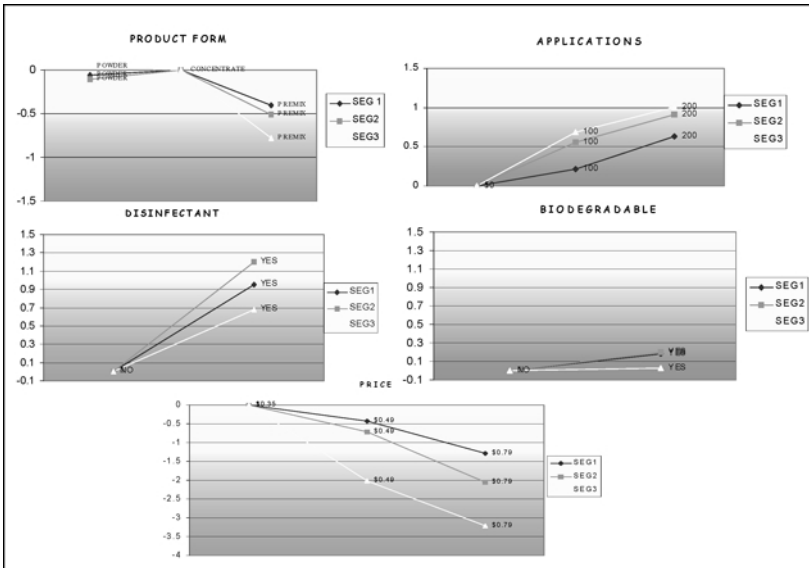 PRODUCT FORM
0
-0.5
-1
-1.5
POWDER
POWDER
POWDER
CONCENTRATE
PREMIX
PREMIX
PREMIX
SEG 1
SEG2
SEG3
APPLICATIONS
1.5
1
0.5
0
50
100
100
100
200
200
200
SEG1
SEG2
SEG3
DISINFECTANT
1.5
1.3
1.1
0.9
0.7
0.5
0.3
0.1
-0.1
NO
YES
YES
YES
SEG1
SEG2
SEG3
BIODEGRADABLE
1.5
1.3
1.1
0.9
0.7
0.5
0.3
0.1
-0.1
NO
YES
SEG1
SEG2
SEG3
PRICE
0
-0.5
-1
-1.5
-2
-2.5
-3
-3.5
-4
$0.35
$0.49
$0.49
$0.49
$0.79
$0.79
$0.79
SEG1
SEG2
SEG3